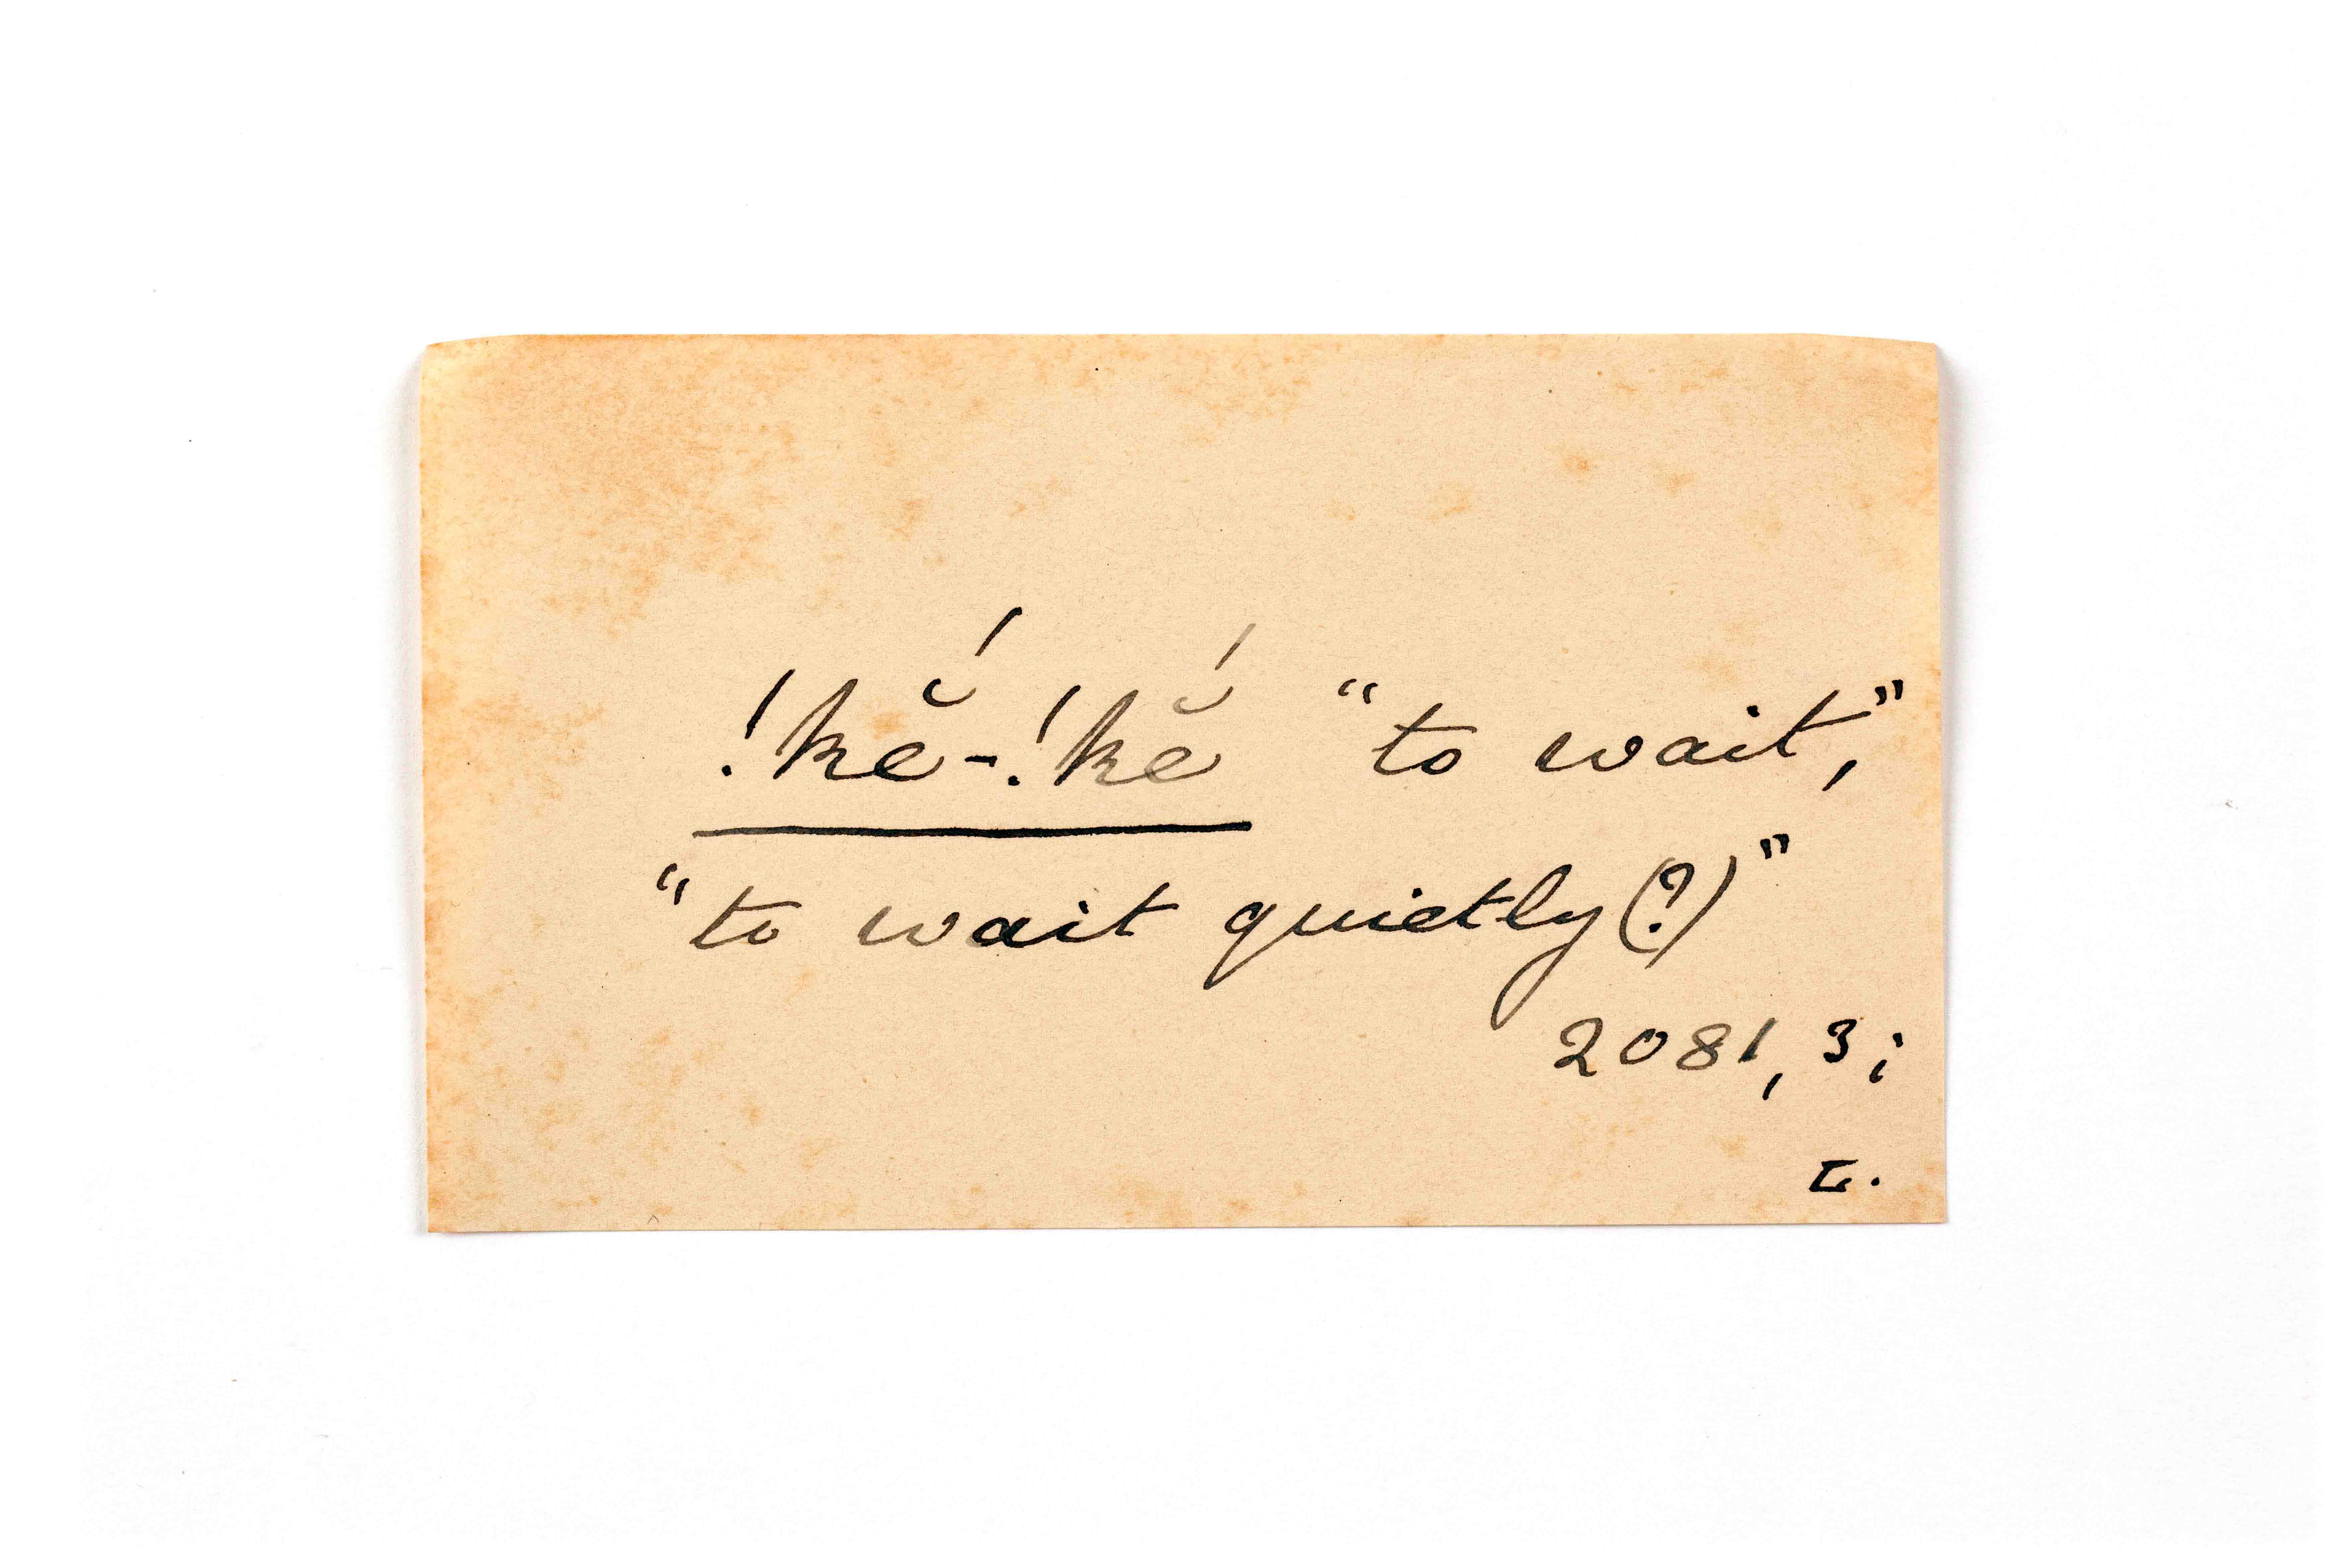 !kĕ́-!kĕ́ "to wait,"
"to wait quietly(?)"
2081, 3;
L.